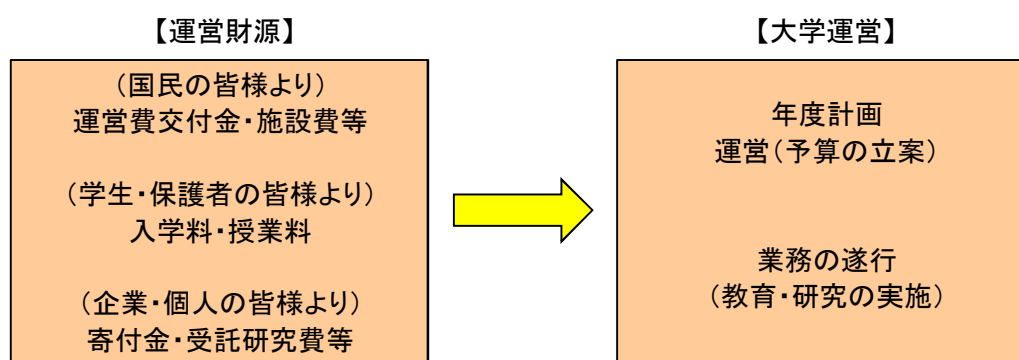 【運営財源】
(国民の皆様より)
運営費交付金・施設費等
(学生・保護者の皆様より)
入学料・授業料
(企業・個人の皆様より)
寄付金・受託研究費等
【大学運営】
年度計画
運営(予算の立案)
業務の遂行
(教育・研究の実施)